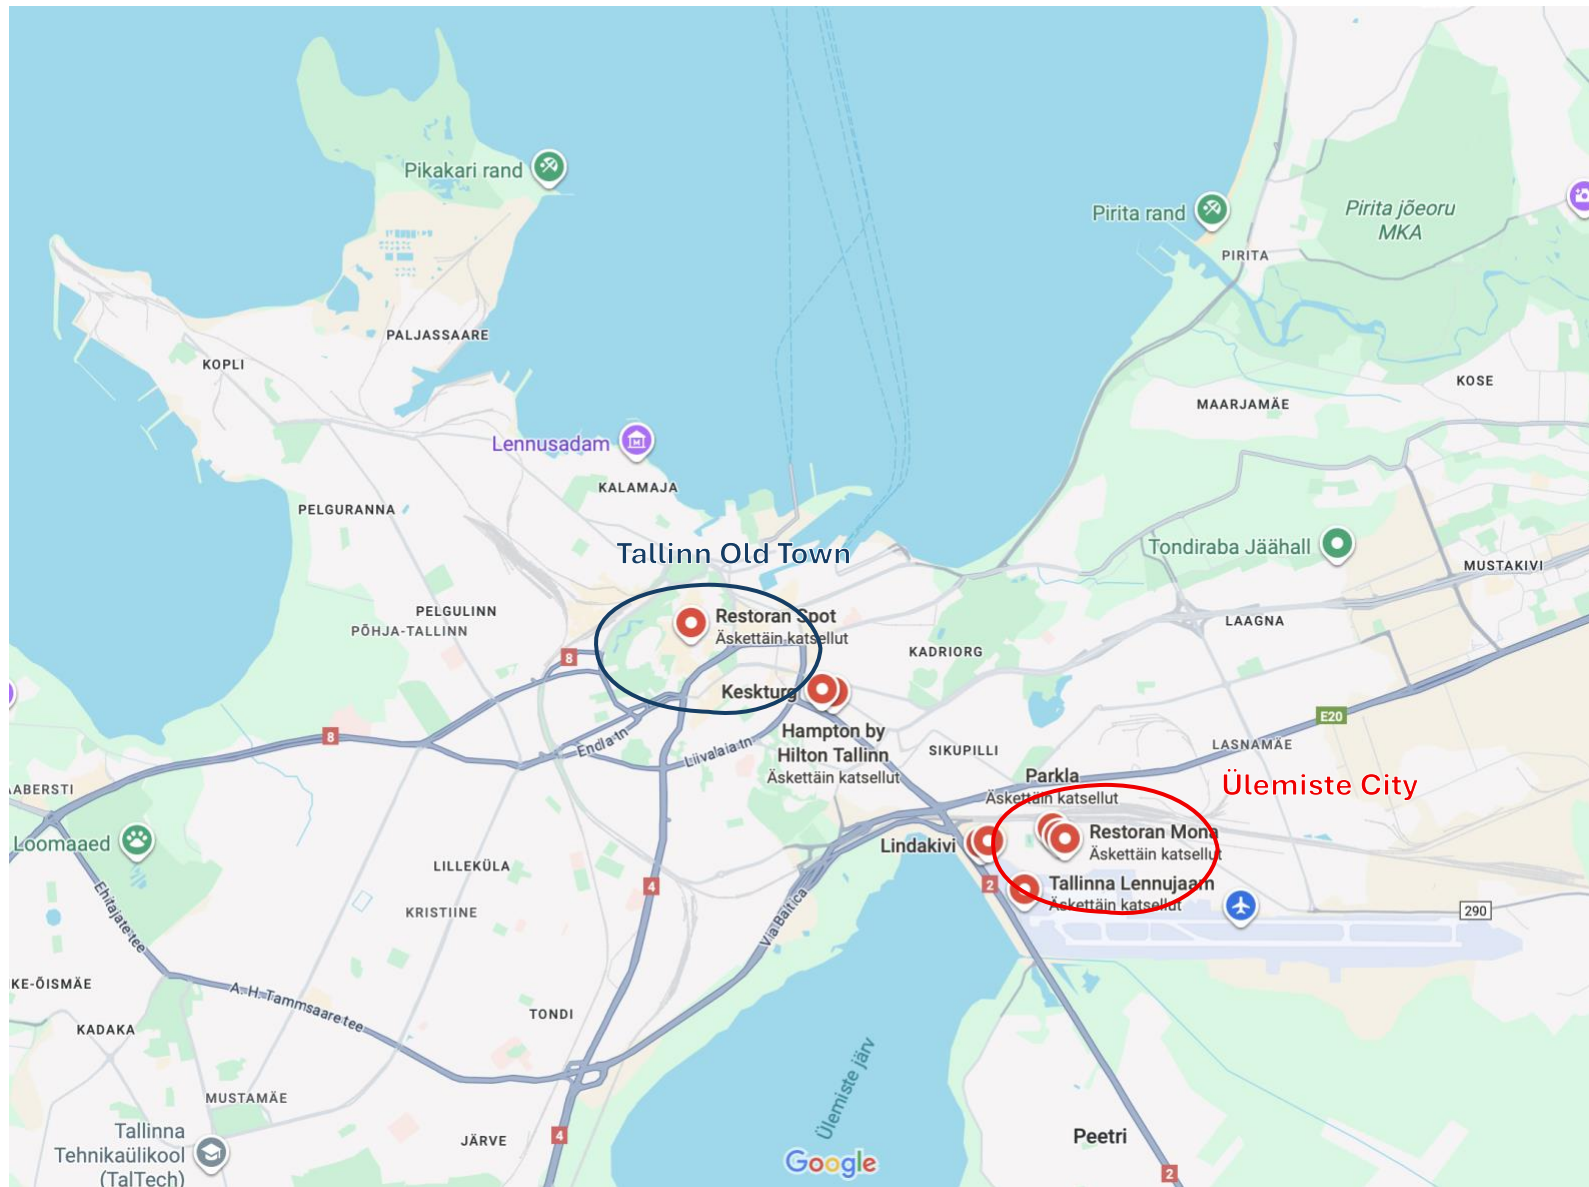 Pikakari rand
Pirita rand
Pirita jõeoru
MKA
PIRITA
PALJASSAARE
KOPLI
KOSE
MAARJAMÄE
Lennusadam
KALAMAJA
PELGURANNA
Tallinn Old Town
Tondiraba Jäähall
MUSTAKIVI
PELGULINN
PÕHJA-TALLINN
Restoran Spot
Äskettäin katsellut
LAAGNA
KADRIORG
8
Keskturg
E20
8
Endla tn
Liivalaia tn
Hampton by
Hilton Tallinn
Äskettäin katsellut
SIKUPILLI
LASNAMÄE
Parkla
Äskettäin katsellut
Ülemiste City
AABERSTI
Loomaaed
Lindakivi
Restoran Mona
Äskettäin katsellut
LILLEKÜLA
4
2
Tallinna Lennujaam
Äskettäin katsellut
290
Ehitajate tee
KRISTIINE
Via Baltica
KE-ÕISMÄE
A. H. Tammsaare tee
KADAKA
TONDI
Ülemiste järv
MUSTAMÄE
Tallinna
Tehnikaülikool
(TalTech)
JÄRVE
4
Peetri
Google
2